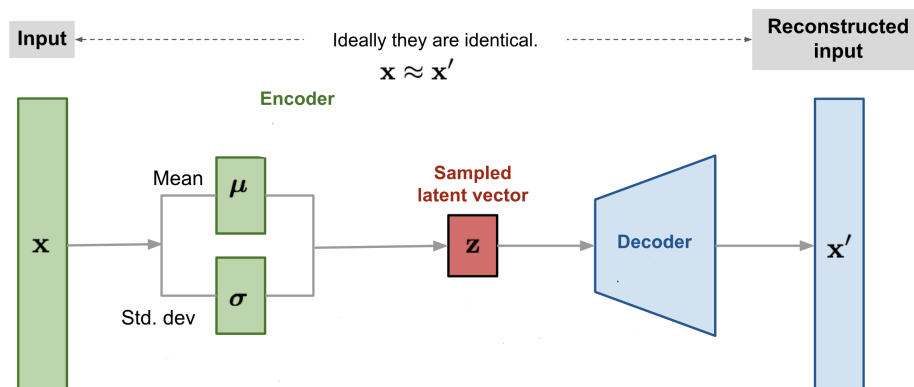 Input
Ideally they are identical.
Reconstructed
input
x ≈ x′
Encoder
Mean
μ
Sampled
latent vector
x
z
Decoder
x′
σ
Std. dev